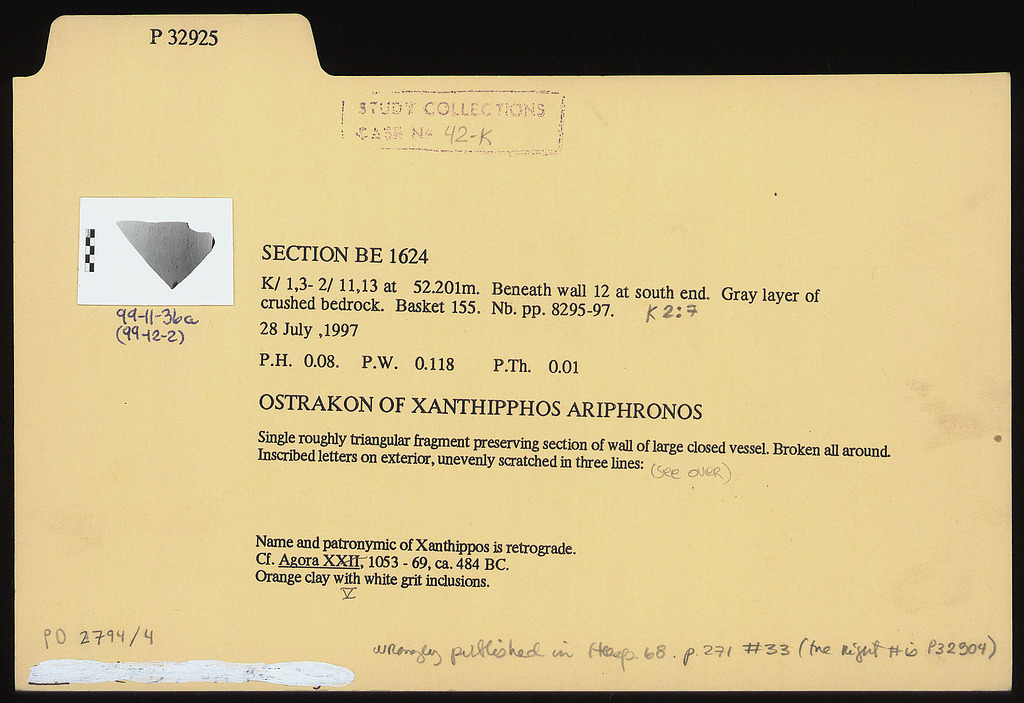 P 32925
STUDY COLLECTIONS
CASE No 42-K
SECTION BE 1624
K/ 1,3- 2/ 11,13 at 52.201m. Beneath wall 12 at south end. Gray layer of
crushed bedrock. Basket 155. Nb. pp. 8295-97. K 2:7
99-11-36a
(99-12-2)
28 July ,1997
P.H. 0.08. P.W. 0.118 P.Th. 0.01
OSTRAKON OF XANTHIPPHOS ARIPHRONOS
Single roughly triangular fragment preserving section of wall of large closed vessel. Broken all around.
Inscribed letters on exterior, unevenly scratched in three lines: (see over)
Name and patronymic of Xanthippos is retrograde.
Cf. Agora XXII, 1053 - 69, ca. 484 BC.
Orange clay with white grit inclusions.
V
PD 2794/4
wrongly published in Hesp. 68. p. 271 #33 (the right # is P32904)